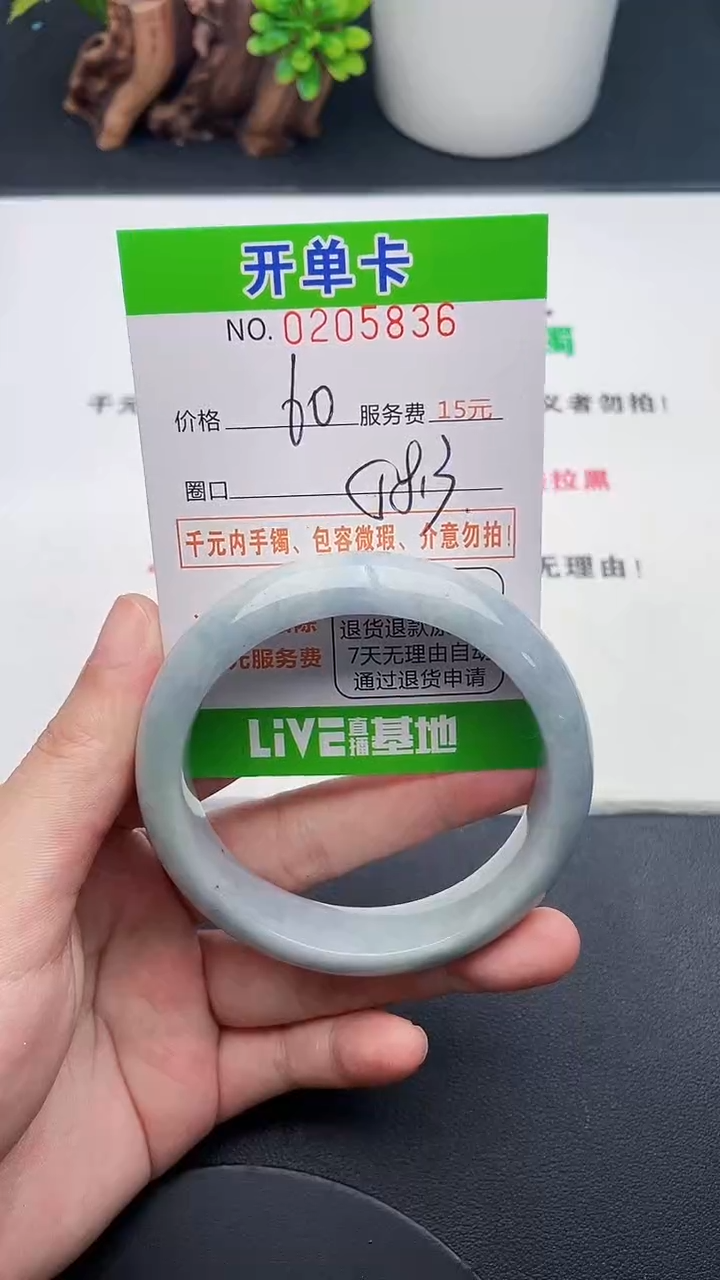 开单卡
NO. 0205836
价格 60 服务费 15元
圈口
千元内手镯、包容微瑕、介意勿拍!
元服务费
退货退款
7天无理由自动
通过退货申请
LiVE直播基地
镯
千元
义者勿拍!
拉黑
无理由!